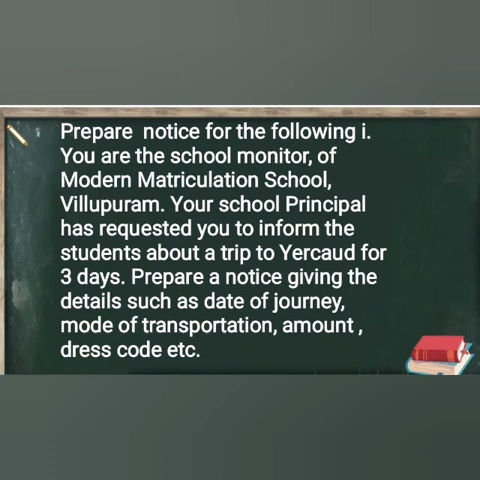 Prepare notice for the following i.
You are the school monitor, of
Modern Matriculation School,
Villupuram. Your school Principal
has requested you to inform the
students about a trip to Yercaud for
3 days. Prepare a notice giving the
details such as date of journey,
mode of transportation, amount ,
dress code etc.